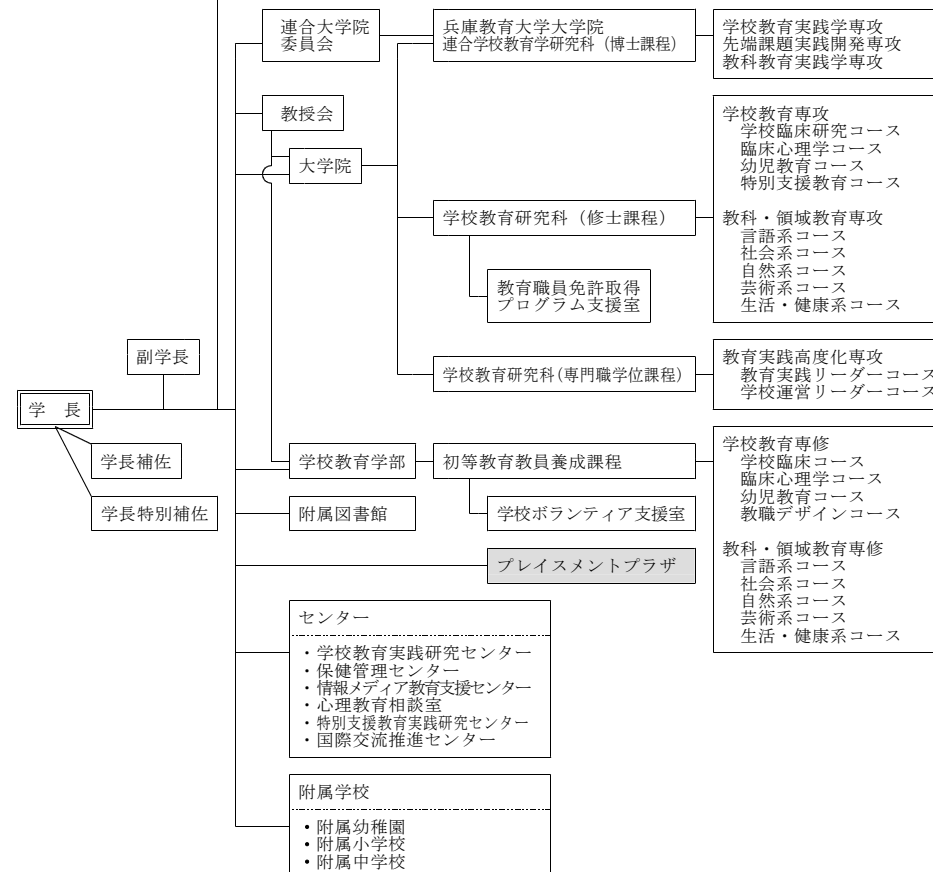 連合大学院
委員会
兵庫教育大学大学院
連合学校教育学研究科（博士課程）
学校教育実践学専攻
先端課題実践開発専攻
教科教育実践学専攻
教授会
大学院
学校教育専攻
学校臨床研究コース
臨床心理学コース
幼児教育コース
特別支援教育コース
学校教育研究科（修士課程）
教科・領域教育専攻
言語系コース
社会系コース
自然系コース
芸術系コース
生活・健康系コース
教育職員免許取得
プログラム支援室
副学長
学校教育研究科(専門職学位課程)
教育実践高度化専攻
教育実践リーダーコース
学校運営リーダーコース
学　長
学長補佐
学長特別補佐
学校教育学部
初等教育教員養成課程
学校教育専修
学校臨床コース
臨床心理学コース
幼児教育コース
教職デザインコース
附属図書館
学校ボランティア支援室
教科・領域教育専修
言語系コース
社会系コース
自然系コース
芸術系コース
生活・健康系コース
プレイスメントプラザ
センター
・学校教育実践研究センター
・保健管理センター
・情報メディア教育支援センター
・心理教育相談室
・特別支援教育実践研究センター
・国際交流推進センター
附属学校
・附属幼稚園
・附属小学校
・附属中学校